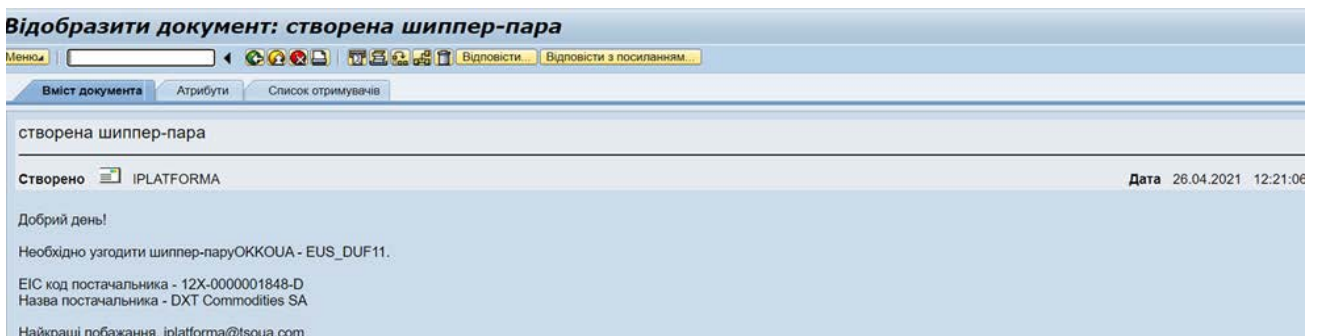 Відобразити документ: створена шиппер-пара
Меню
Відповісти... Відповісти з посиланням...
Вміст документа Атрибути Список отримувачів
створена шиппер-пара
Створено IPLATFORMA Дата 26.04.2021 12:21:06
Добрий день!
Необхідно узгодити шиппер-паруOKKOUA - EUS_DUF11.
EIC код постачальника - 12X-0000001848-D
Назва постачальника - DXT Commodities SA
Найкращі побажання, iplatforma@tsoua.com